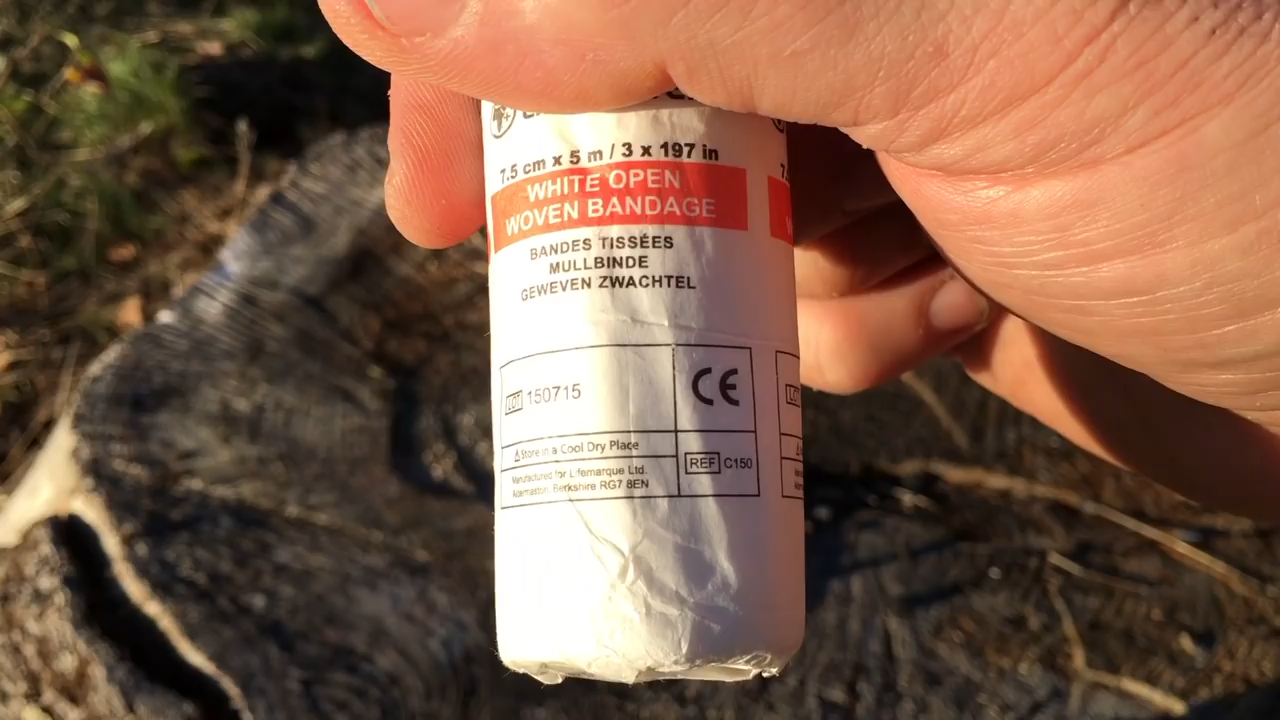 7.5 cm x 5 m / 3 x 197 in
WHITE OPEN
WOVEN BANDAGE
BANDES TISSÉES
MULLBINDE
GEWEVEN ZWACHTEL
LOT 150715
CE
Store in a Cool Dry Place
REF C150
Manufactured for Lifemarque Ltd.
Aldermaston, Berkshire RG7 8EN